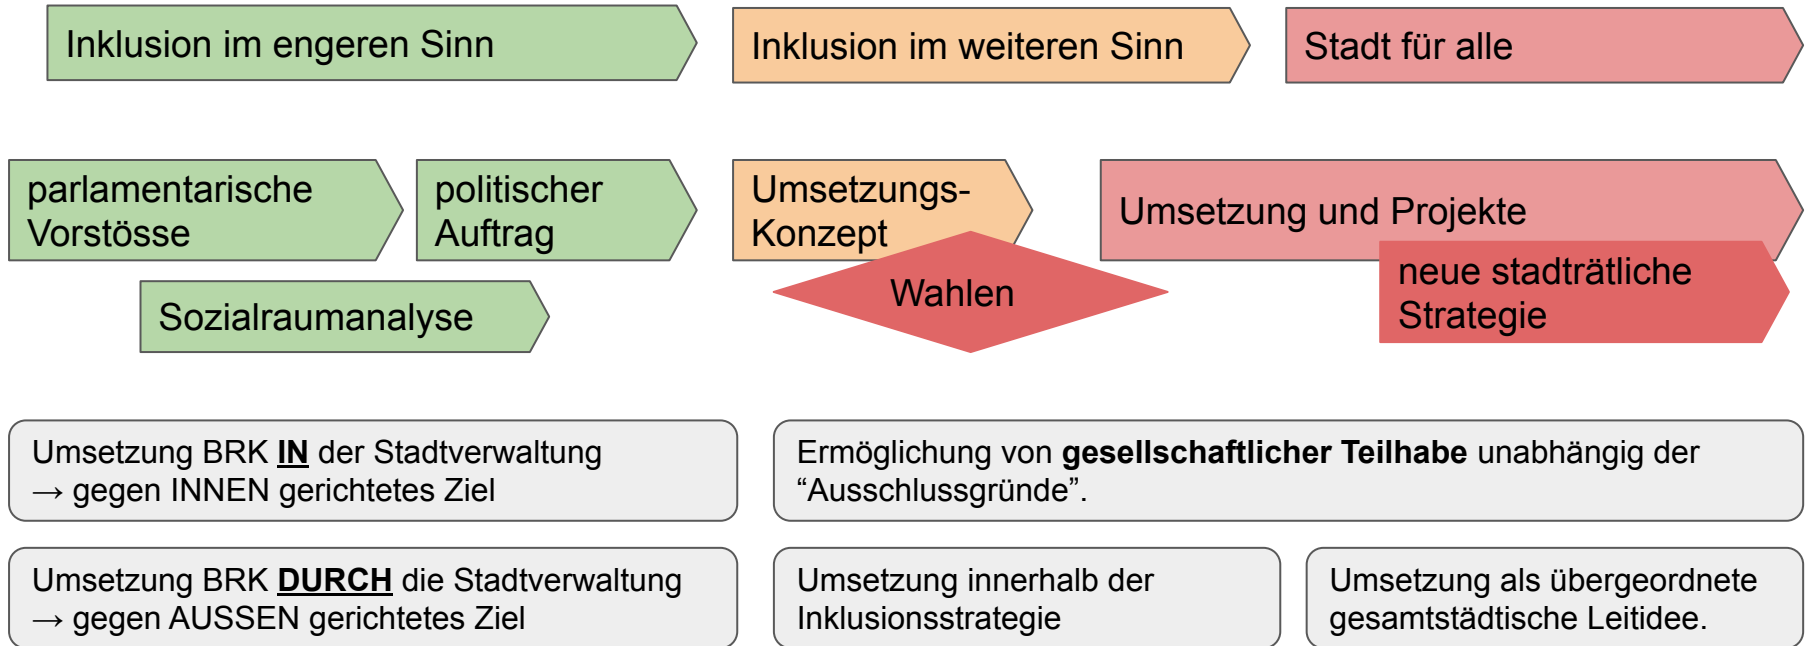 Inklusion im engeren Sinn
Inklusion im weiteren Sinn
Stadt für alle
parlamentarische
Vorstösse
politischer
Auftrag
Umsetzungs-
Konzept
Umsetzung und Projekte
Sozialraumanalyse
Wahlen
neue stadträtliche
Strategie
Umsetzung BRK IN der Stadtverwaltung
→ gegen INNEN gerichtetes Ziel
Ermöglichung von gesellschaftlicher Teilhabe unabhängig der
“Ausschlussgründe”.
Umsetzung BRK DURCH die Stadtverwaltung
→ gegen AUSSEN gerichtetes Ziel
Umsetzung innerhalb der
Inklusionsstrategie
Umsetzung als übergeordnete
gesamtstädtische Leitidee.